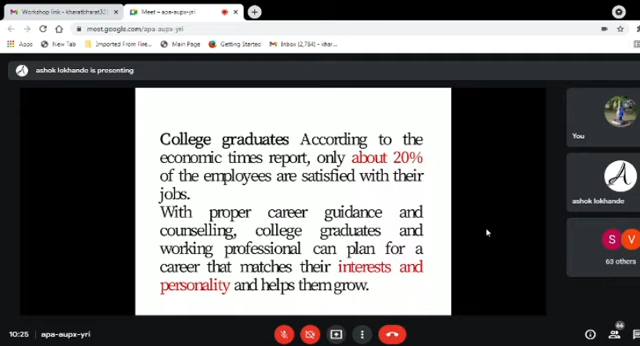 Workshop link - kharatbharat32
Meet – apa-aupx-yri
meet.google.com/apa-aupx-yri
Apps
New Tab
Imported From Fire...
Main Page
Getting Started
Inbox (2,784) - khar...
ashok lokhande is presenting
College graduates According to the
economic times report, only about 20%
of the employees are satisfied with their
jobs.
With proper career guidance and
counselling, college graduates and
working professional can plan for a
career that matches their interests and
personality and helps them grow.
You
A
ashok lokhande
S V
63 others
10:25 apa-aupx-yri
66